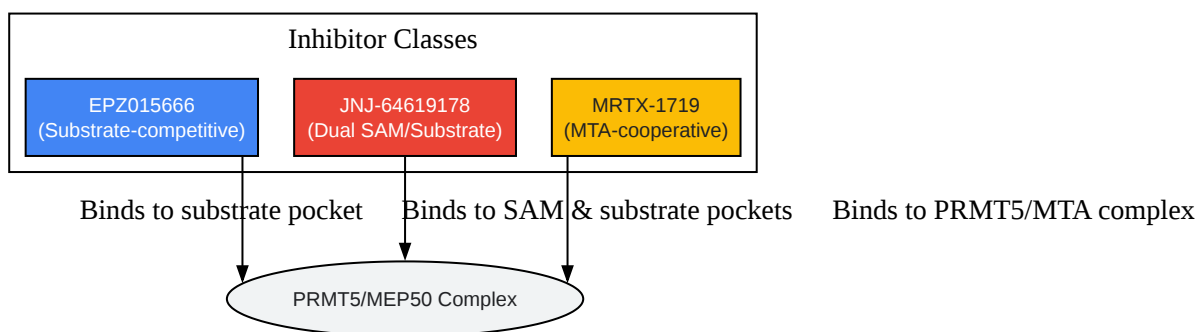 Inhibitor Classes
EPZ015666
(Substrate-competitive)
JNJ-64619178
(Dual SAM/Substrate)
MRTX-1719
(MTA-cooperative)
Binds to substrate pocket
Binds to SAM & substrate pockets
Binds to PRMT5/MTA complex
PRMT5/MEP50 Complex